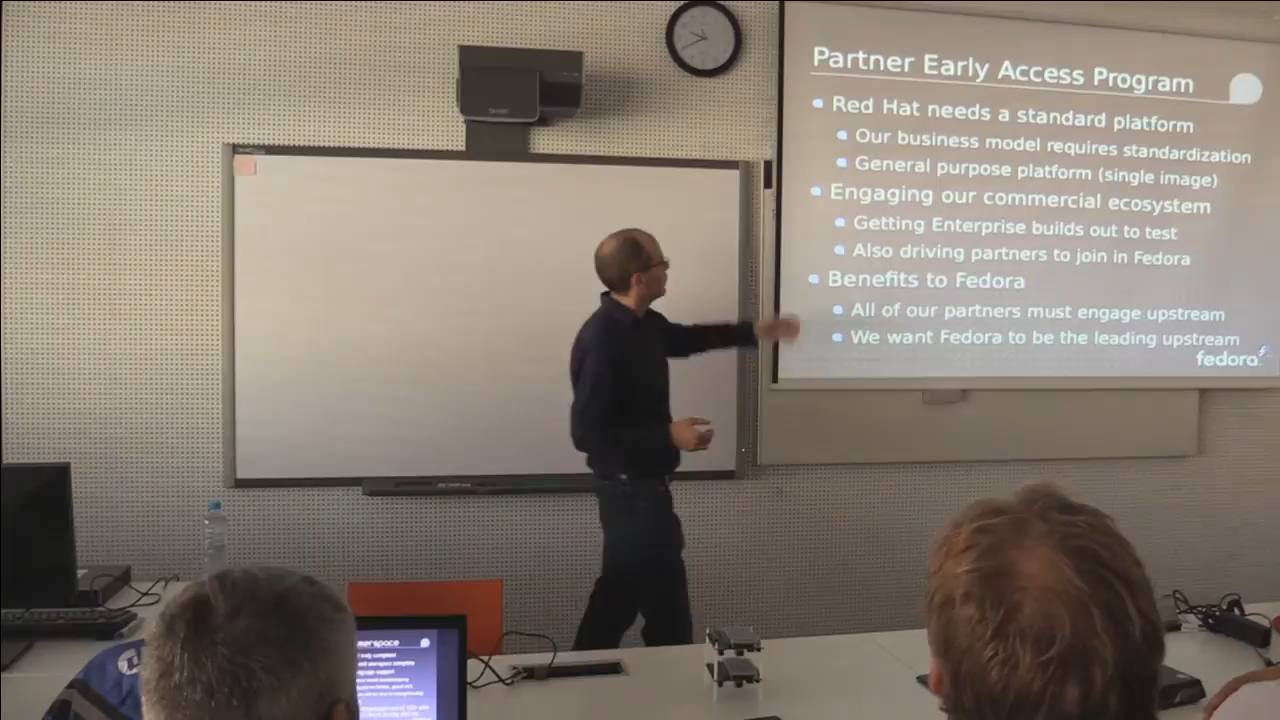 Partner Early Access Program
Red Hat needs a standard platform
Our business model requires standardization
General purpose platform (single image)
Engaging our commercial ecosystem
Getting Enterprise builds out to test
Also driving partners to join in Fedora
Benefits to Fedora
All of our partners must engage upstream
We want Fedora to be the leading upstream
fedora